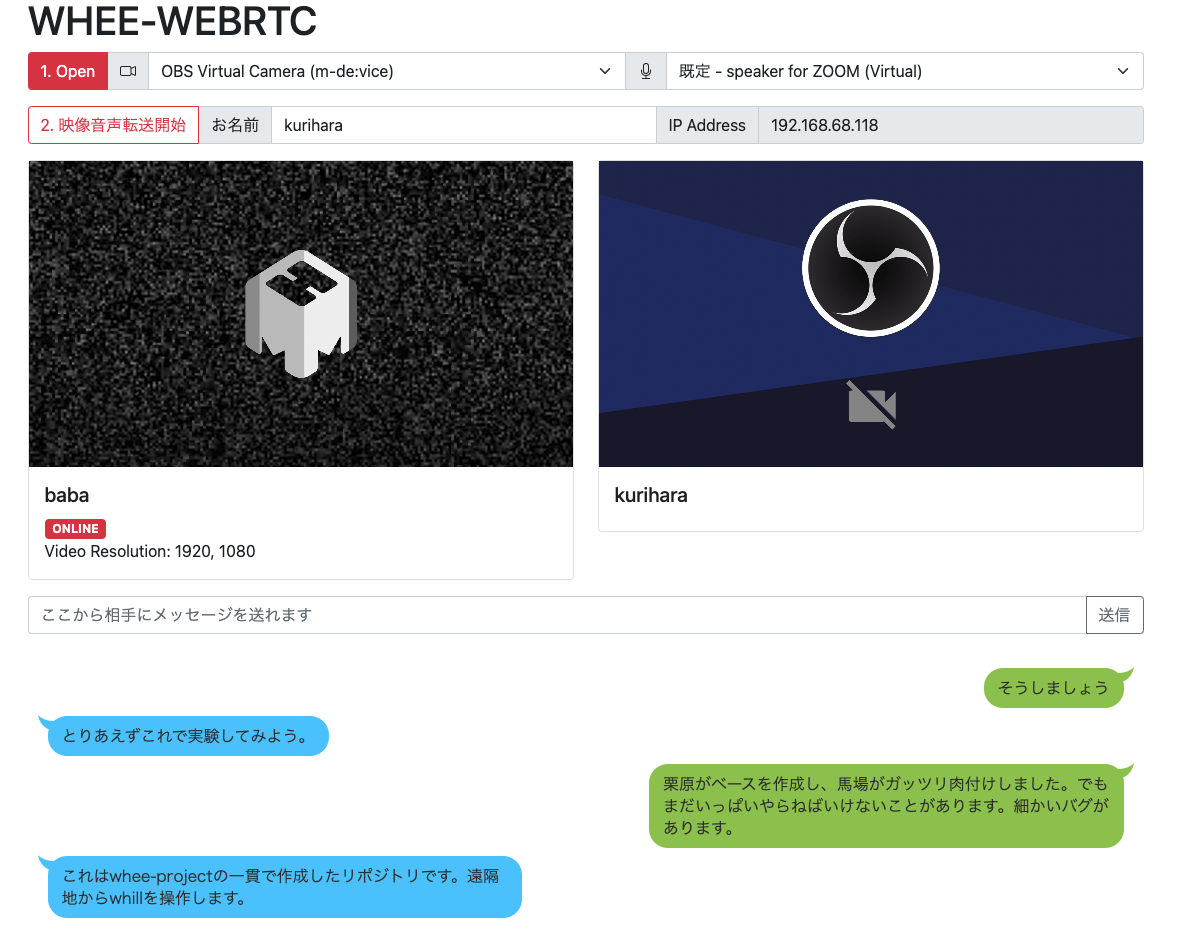 WHEE-WEBRTC
1. Open
OBS Virtual Camera (m-de:vice)
既定 - speaker for ZOOM (Virtual)
2. 映像音声転送開始
お名前
kurihara
IP Address
192.168.68.118
baba
ONLINE
Video Resolution: 1920, 1080
kurihara
ここから相手にメッセージを送れます
送信
そうしましょう
とりあえずこれで実験してみよう。
栗原がベースを作成し、馬場がガッツリ肉付けしました。でも
まだいっぱいやらねばいけないことがあります。細かいバグが
あります。
これはwhee-projectの一貫で作成したリポジトリです。遠隔
地からwhillを操作します。